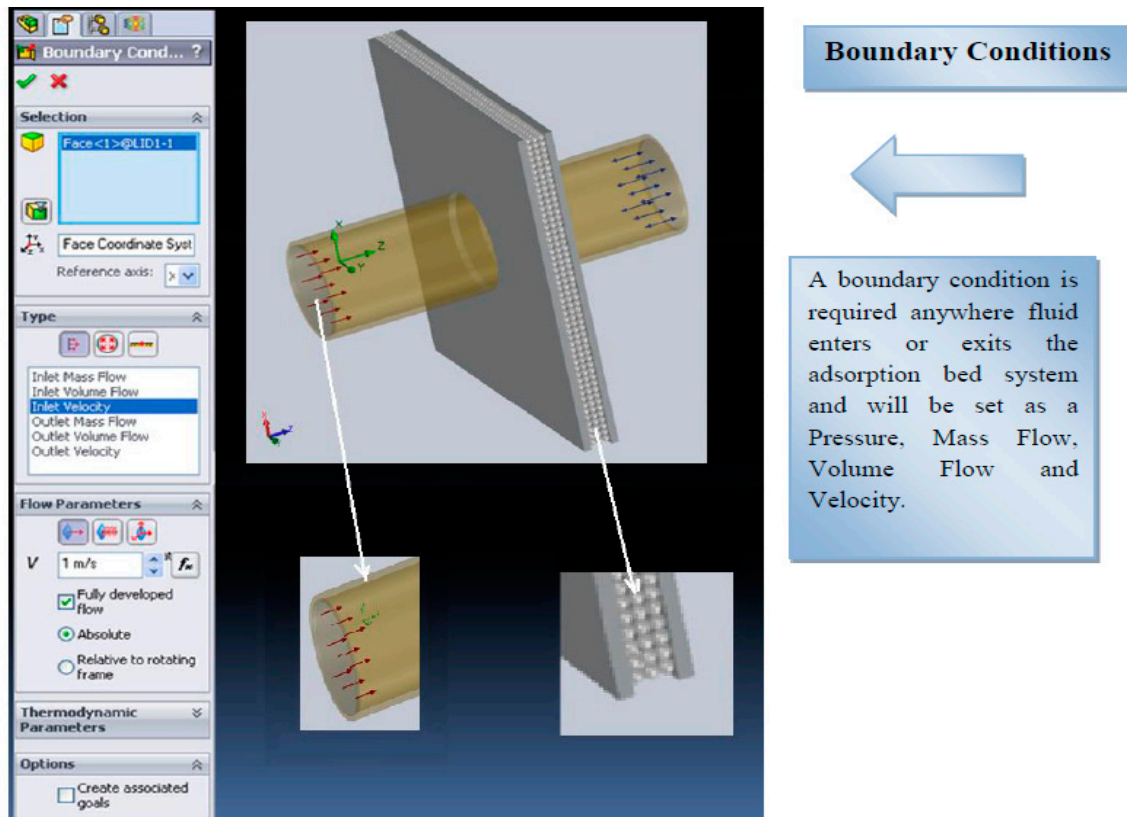 Boundary Cond... ?
Selection
Face<1>@LID1-1
Face Coordinate Syst
Reference axis:
Type
Inlet Mass Flow
Inlet Volume Flow
Inlet Velocity
Outlet Mass Flow
Outlet Volume Flow
Outlet Velocity
Flow Parameters
V 1 m/s
Fully developed
flow
Absolute
Relative to rotating
frame
Thermodynamic
Parameters
Options
Create associated
goals
X
Z
Y
Boundary Conditions
A boundary condition is
required anywhere fluid
enters or exits the
adsorption bed system
and will be set as a
Pressure, Mass Flow,
Volume Flow and
Velocity.